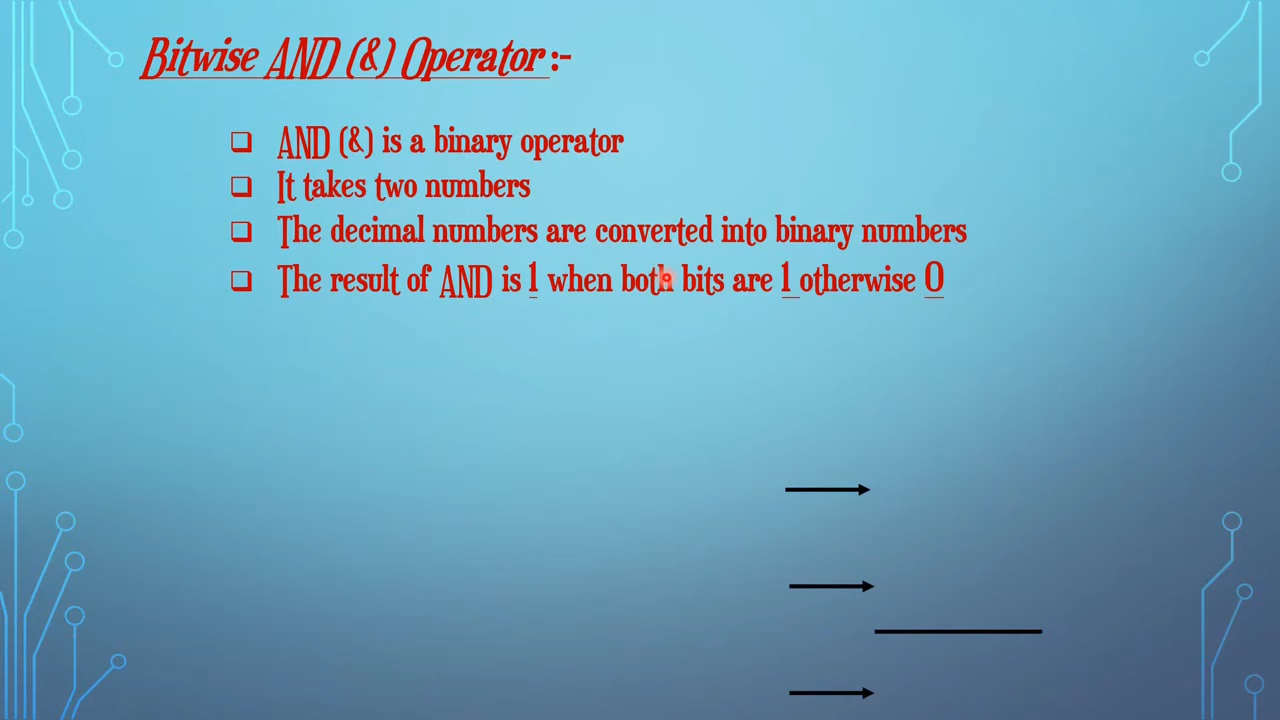 Bitwise AND (&) Operator :-
AND (&) is a binary operator
It takes two numbers
The decimal numbers are converted into binary numbers
The result of AND is 1 when both bits are 1 otherwise 0